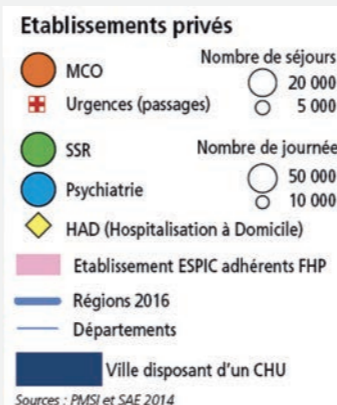 Etablissements privés
Nombre de séjours
MCO
20 000
Urgences (passages)
5 000
SSR
Nombre de journée
50 000
Psychiatrie
10 000
HAD (Hospitalisation à Domicile)
Etablissement ESPIC adhérents FHP
Régions 2016
Départements
Ville disposant d'un CHU
Sources : PMSI et SAE 2014